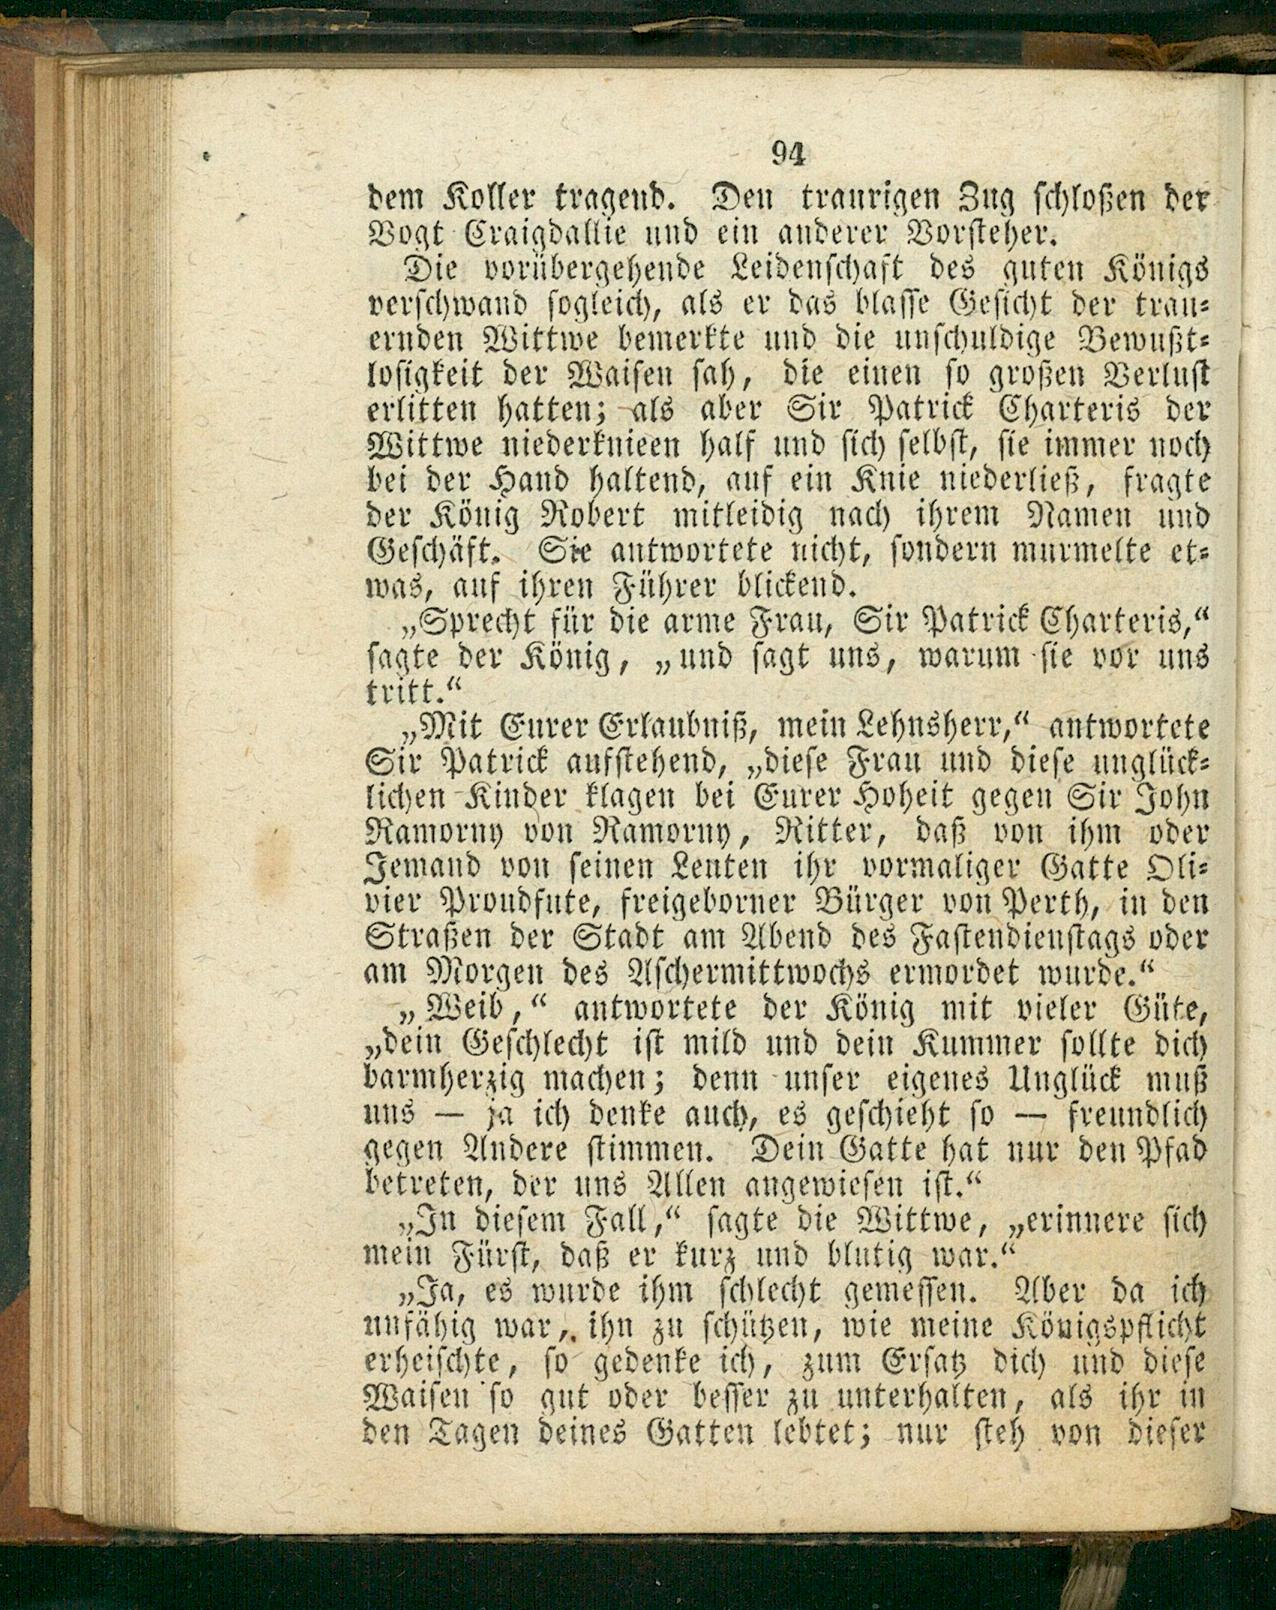 94
dem Koller tragend. Den traurigen Zug schloßen der
Vogt Craigdallie und ein anderer Vorsteher.
Die vorübergehende Leidenschaft des guten Königs
verschwand sogleich, als er das blasse Gesicht der trau-
ernden Wittwe bemerkte und die unschuldige Bewußt-
losigkeit der Waisen sah, die einen so großen Verlust
erlitten hatten; als aber Sir Patrick Charteris der
Wittwe niederknieen half und sich selbst, sie immer noch
bei der Hand haltend, auf ein Knie niederließ, fragte
der König Robert mitleidig nach ihrem Namen und
Geschäft. Sie antwortete nicht, sondern murmelte et-
was, auf ihren Führer blickend.
„Sprecht für die arme Frau, Sir Patrick Charteris,“
sagte der König, „und sagt uns, warum sie vor uns
tritt.“
„Mit Eurer Erlaubniß, mein Lehnsherr,“ antwortete
Sir Patrick aufstehend, „diese Frau und diese unglück-
lichen Kinder klagen bei Eurer Hoheit gegen Sir John
Ramorny von Ramorny, Ritter, daß von ihm oder
Jemand von seinen Leuten ihr vormaliger Gatte Oli-
vier Proudfute, freigeborner Bürger von Perth, in den
Straßen der Stadt am Abend des Fastendienstags oder
am Morgen des Aschermittwochs ermordet wurde.“
„Weib,“ antwortete der König mit vieler Güte,
„dein Geschlecht ist mild und dein Kummer sollte dich
barmherzig machen; denn unser eigenes Unglück muß
uns — ja ich denke auch, es geschieht so — freundlich
gegen Andere stimmen. Dein Gatte hat nur den Pfad
betreten, der uns Allen angewiesen ist.“
„In diesem Fall,“ sagte die Wittwe, „erinnere sich
mein Fürst, daß er kurz und blutig war.“
„Ja, es wurde ihm schlecht gemessen. Aber da ich
unfähig war, ihn zu schützen, wie meine Königspflicht
erheischte, so gedenke ich, zum Ersatz dich und diese
Waisen so gut oder besser zu unterhalten, als ihr in
den Tagen deines Gatten lebtet; nur steh von dieser